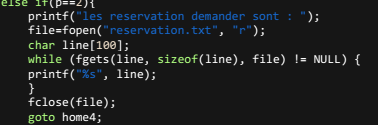 else if(p==2){
printf("les reservation demander sont : ");
file=fopen("reservation.txt", "r");
char line[100];
while (fgets(line, sizeof(line), file) != NULL) {
printf("%s", line);
}
fclose(file);
goto home4;